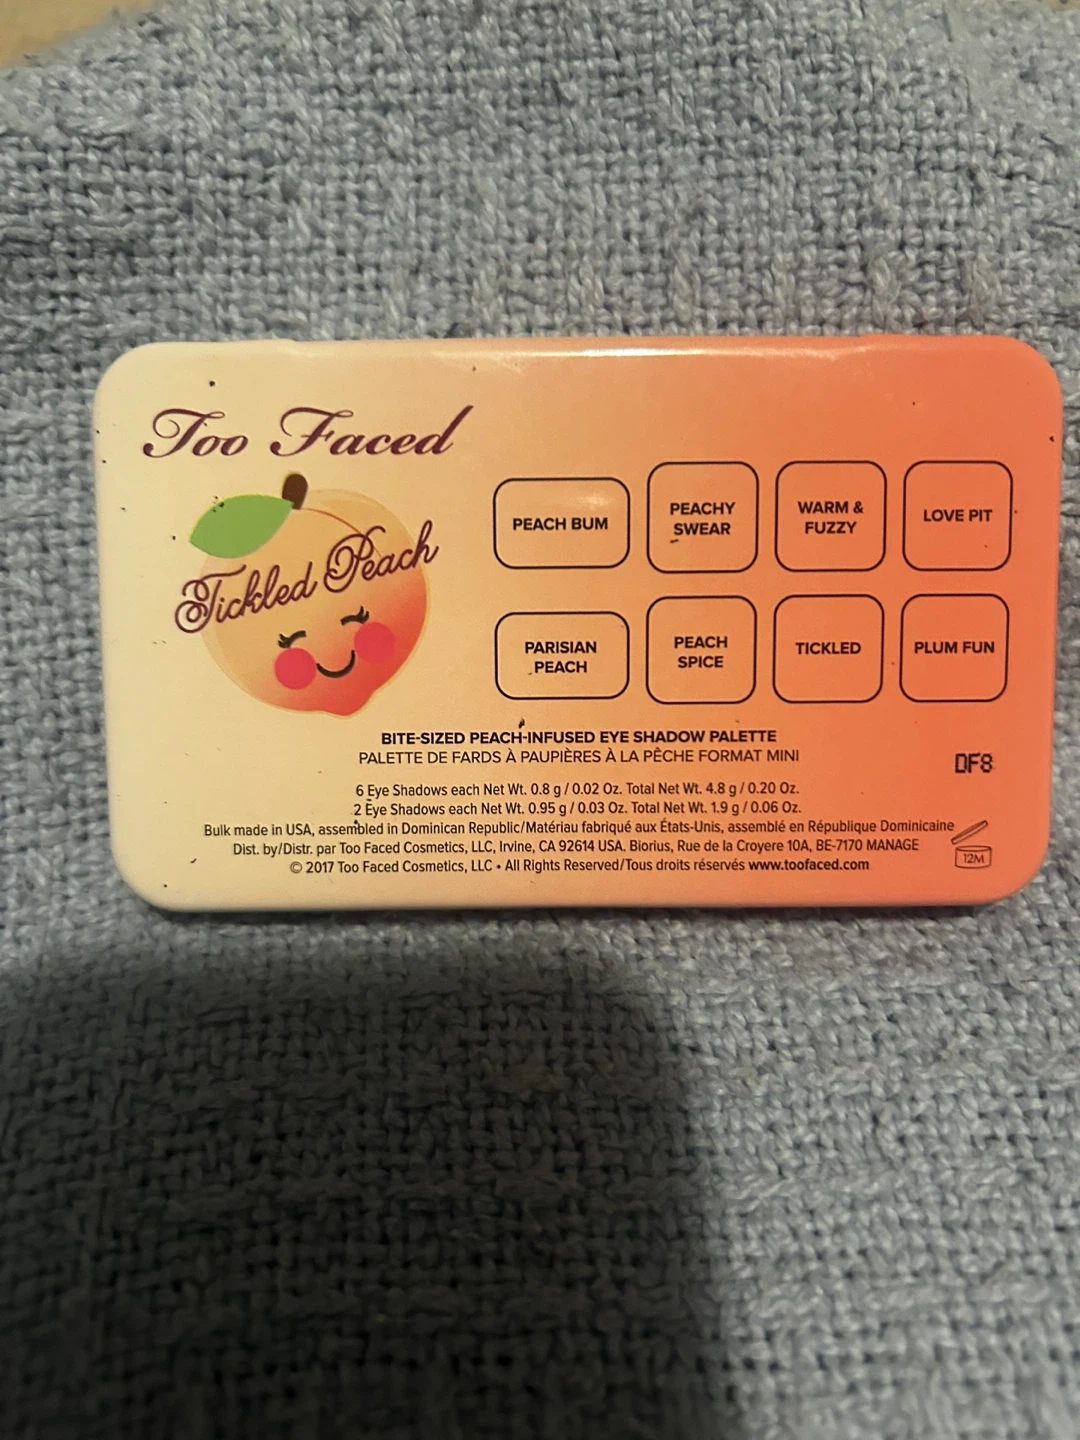 Too Faced
Tickled Peach
PEACH BUM
PEACHY
SWEAR
WARM &
FUZZY
LOVE PIT
PARISIAN
PEACH
PEACH
SPICE
TICKLED
PLUM FUN
BITE-SIZED PEACH-INFUSED EYE SHADOW PALETTE
PALETTE DE FARDS À PAUPIÈRES À LA PÊCHE FORMAT MINI
DF8
6 Eye Shadows each Net Wt. 0.8 g / 0.02 Oz. Total Net Wt. 4.8 g / 0.20 Oz.
2 Eye Shadows each Net Wt. 0.95 g / 0.03 Oz. Total Net Wt. 1.9 g / 0.06 Oz.
Bulk made in USA, assembled in Dominican Republic/Matériau fabriqué aux États-Unis, assemblé en République Dominicaine
Dist. by/Distr. par Too Faced Cosmetics, LLC, Irvine, CA 92614 USA. Biorius, Rue de la Croyere 10A, BE-7170 MANAGE
12M
© 2017 Too Faced Cosmetics, LLC • All Rights Reserved/Tous droits réservés www.toofaced.com